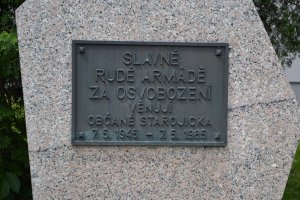 SLAVNÉ
RUDÉ ARMÁDĚ
ZA OSVOBOZENÍ
VĚNUJÍ
OBČANÉ STAROJICKA
7.5.1945 - 7.5.1985